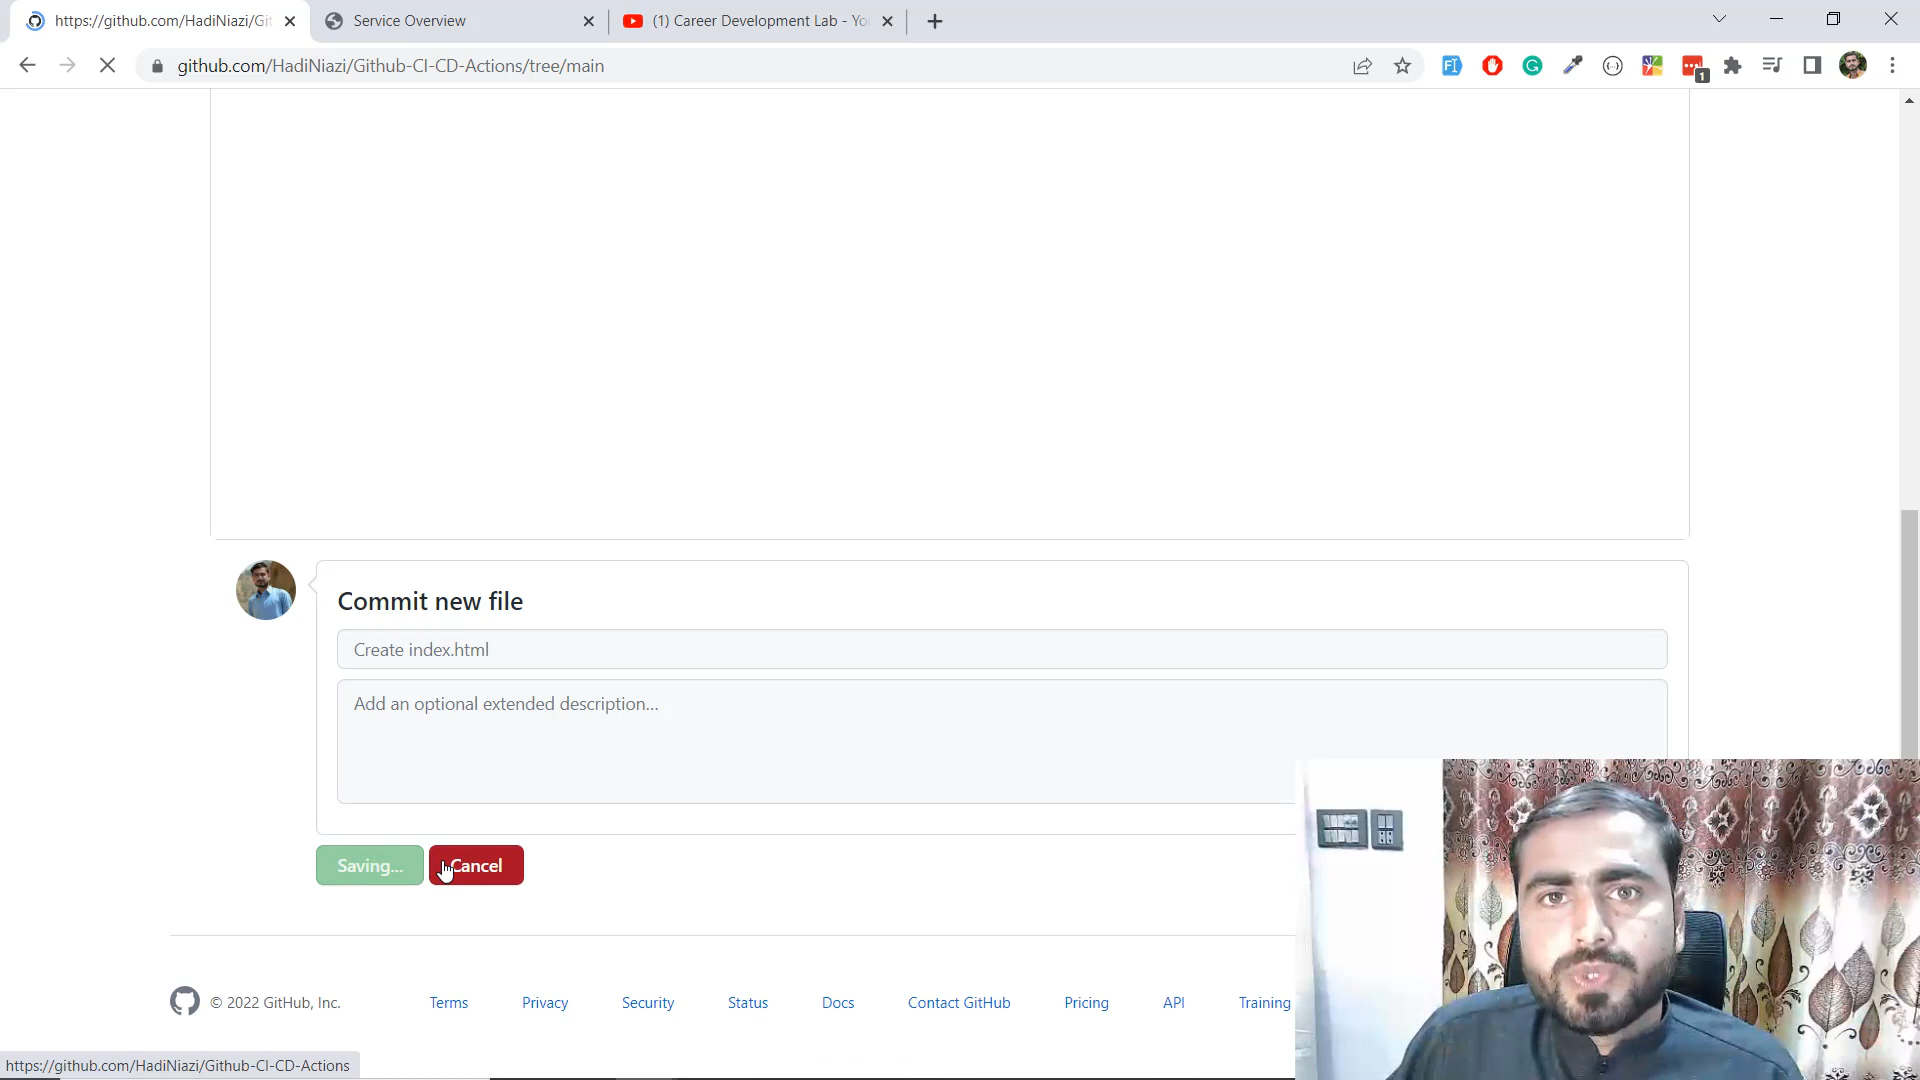 https://github.com/HadiNiazi/Git
Service Overview
(1) Career Development Lab - Yo
github.com/HadiNiazi/Github-CI-CD-Actions/tree/main
1
Commit new file
Create index.html
Add an optional extended description...
Saving...
Cancel
© 2022 GitHub, Inc.
Terms
Privacy
Security
Status
Docs
Contact GitHub
Pricing
API
Training
https://github.com/HadiNiazi/Github-CI-CD-Actions